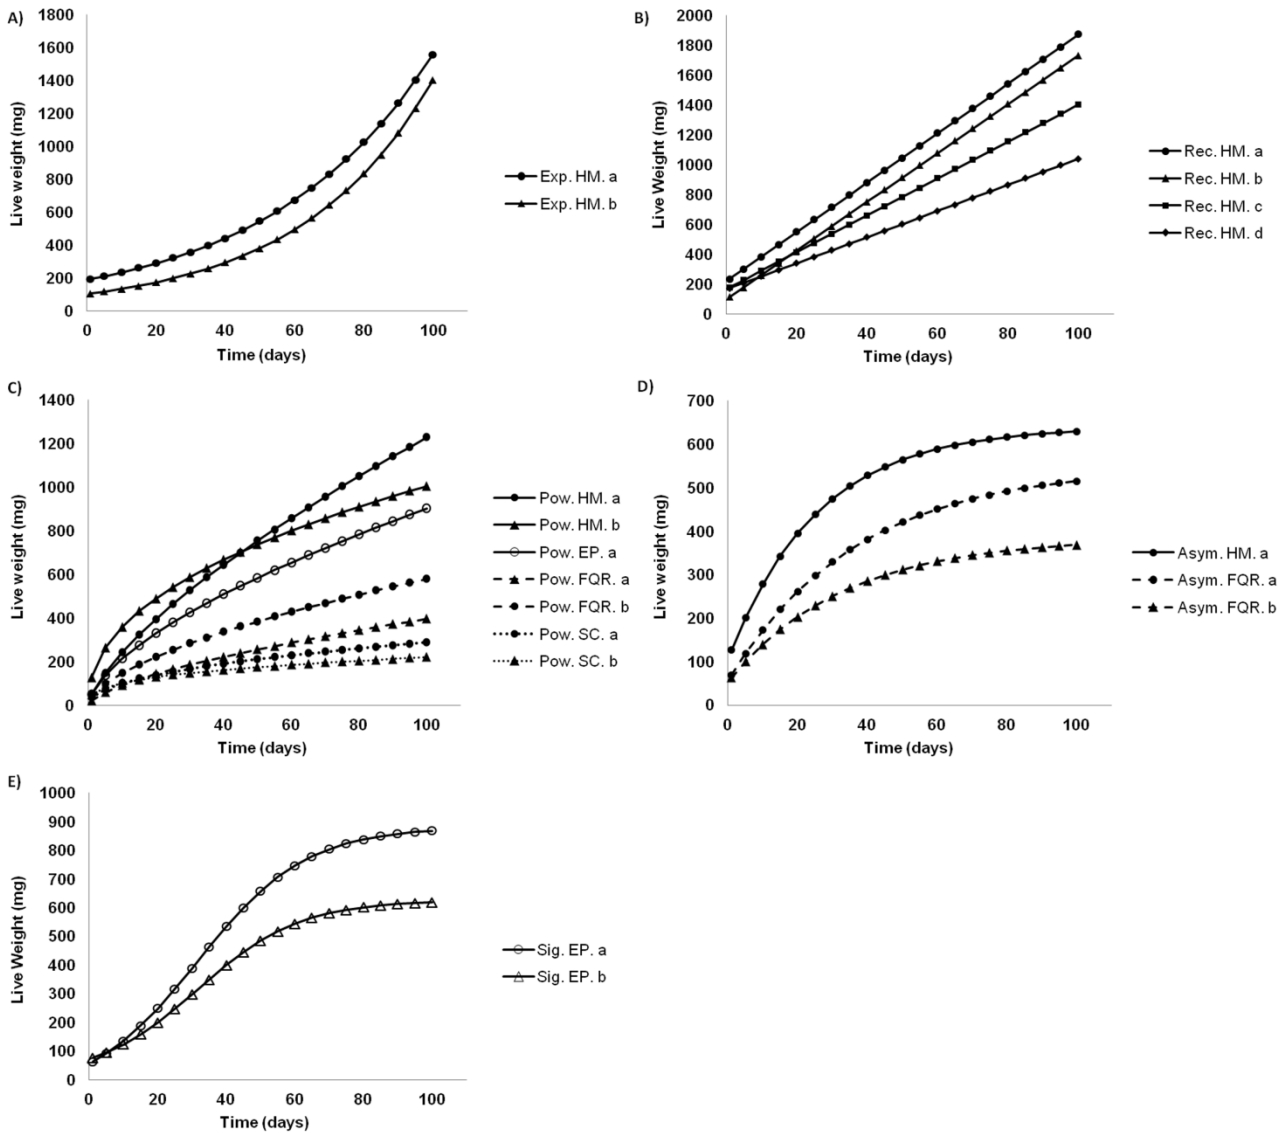 A)
1800
1600
1400
1200
1000
800
600
400
200
0
Live weight (mg)
0 20 40 60 80 100
Time (days)
Exp. HM. a
Exp. HM. b
B)
2000
1800
1600
1400
1200
1000
800
600
400
200
0
Live Weight (mg)
0 20 40 60 80 100
Time (days)
Rec. HM. a
Rec. HM. b
Rec. HM. c
Rec. HM. d
C)
1400
1200
1000
800
600
400
200
0
Live weight (mg)
0 20 40 60 80 100
Time (days)
Pow. HM. a
Pow. HM. b
Pow. EP. a
Pow. FQR. a
Pow. FQR. b
Pow. SC. a
Pow. SC. b
D)
700
600
500
400
300
200
100
0
Live weight (mg)
0 20 40 60 80 100
Time (days)
Asym. HM. a
Asym. FQR. a
Asym. FQR. b
E)
1000
900
800
700
600
500
400
300
200
100
0
Live Weight (mg)
0 20 40 60 80 100
Time (days)
Sig. EP. a
Sig. EP. b